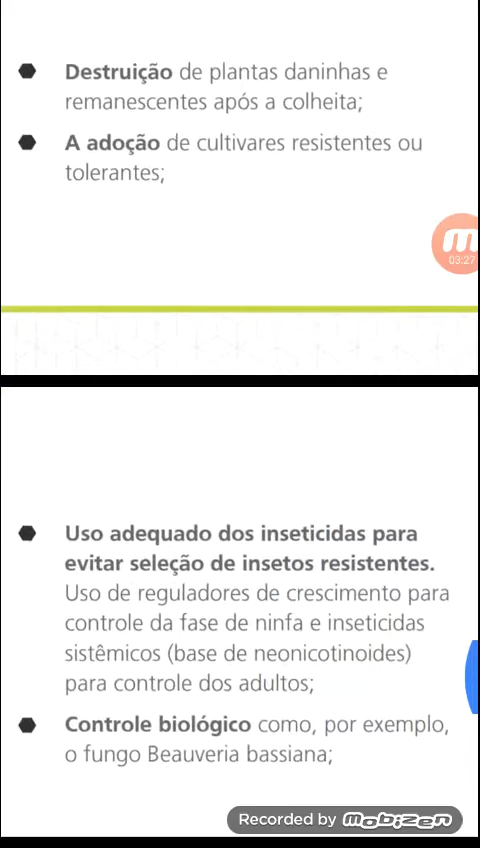 Destruição de plantas daninhas e
remanescentes após a colheita;
A adoção de cultivares resistentes ou
tolerantes;
03:27
Uso adequado dos inseticidas para
evitar seleção de insetos resistentes.
Uso de reguladores de crescimento para
controle da fase de ninfa e inseticidas
sistêmicos (base de neonicotinoides)
para controle dos adultos;
Controle biológico como, por exemplo,
o fungo Beauveria bassiana;
Recorded by Mobizen